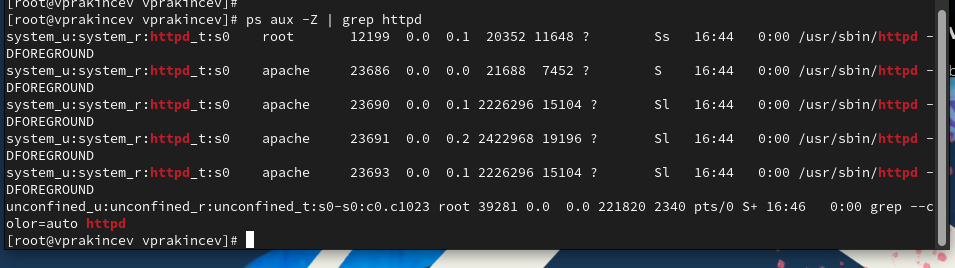 [root@vprakincev vprakincev]#
[root@vprakincev vprakincev]# ps aux -Z | grep httpd
system_u:system_r:httpd_t:s0    root       12199  0.0  0.1  20352 11648 ?        Ss   16:44   0:00 /usr/sbin/httpd -
DFOREGROUND
system_u:system_r:httpd_t:s0    apache     23686  0.0  0.0  21688  7452 ?        S    16:44   0:00 /usr/sbin/httpd -
DFOREGROUND
system_u:system_r:httpd_t:s0    apache     23690  0.0  0.1 2226296 15104 ?       Sl   16:44   0:00 /usr/sbin/httpd -
DFOREGROUND
system_u:system_r:httpd_t:s0    apache     23691  0.0  0.2 2422968 19196 ?       Sl   16:44   0:00 /usr/sbin/httpd -
DFOREGROUND
system_u:system_r:httpd_t:s0    apache     23693  0.0  0.1 2226296 15104 ?       Sl   16:44   0:00 /usr/sbin/httpd -
DFOREGROUND
unconfined_u:unconfined_r:unconfined_t:s0-s0:c0.c1023 root 39281 0.0  0.0 221820 2340 pts/0 S+ 16:46   0:00 grep --c
olor=auto httpd
[root@vprakincev vprakincev]#